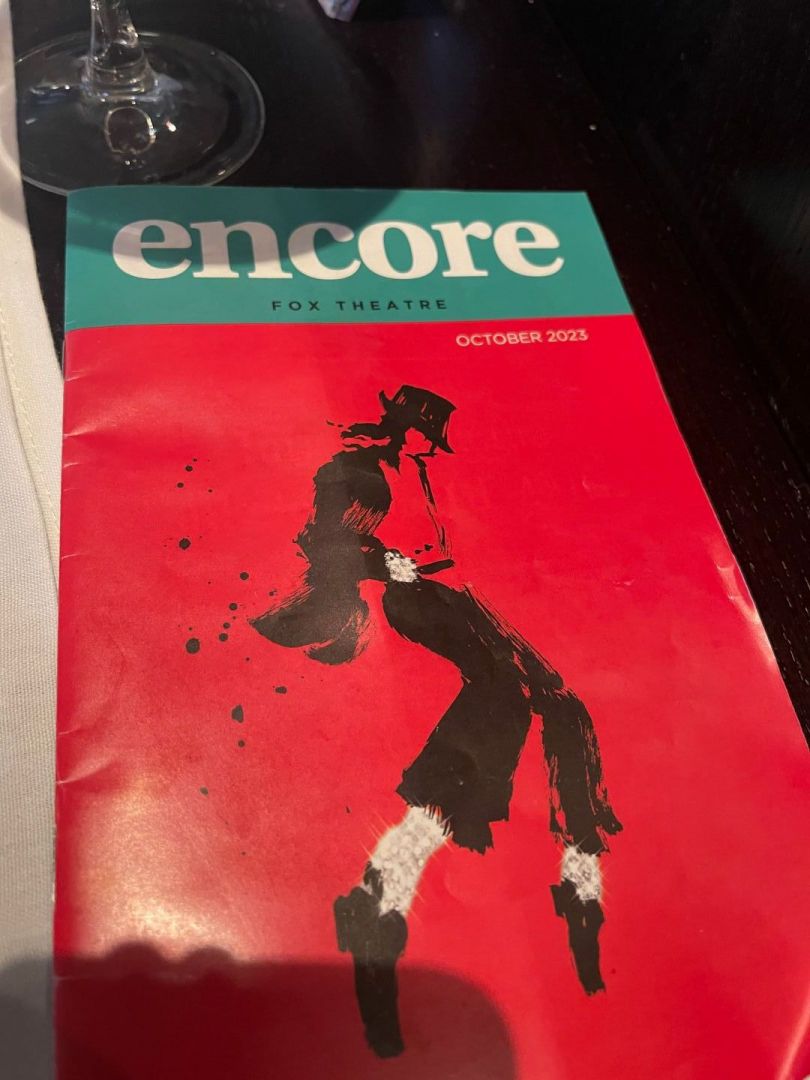 encore
FOX THEATRE
OCTOBER 2023